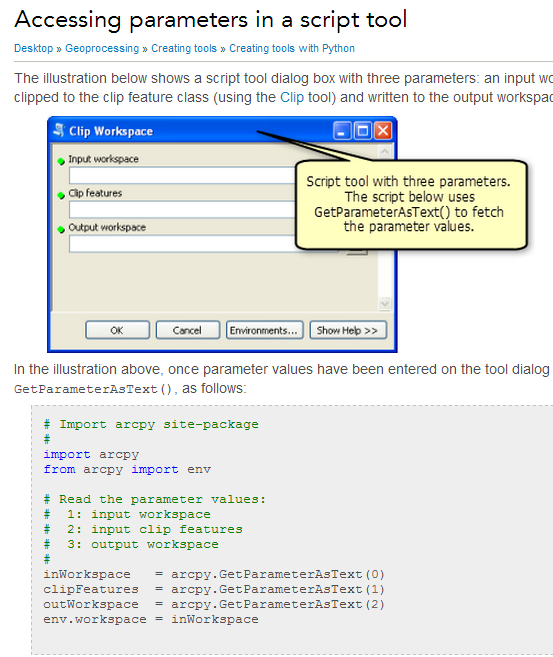 Accessing parameters in a script tool
Desktop » Geoprocessing » Creating tools » Creating tools with Python
The illustration below shows a script tool dialog box with three parameters: an input
clipped to the clip feature class (using the Clip tool) and written to the output
Clip Workspace
Input workspace
Clip features
Output workspace
Script tool with three parameters.
The script below uses
GetParameterAsText() to fetch
the parameter values.
OK Cancel Environments... Show Help >>
In the illustration above, once parameter values have been entered on the tool dialog
GetParameterAsText(), as follows:
# Import arcpy site-package
#
import arcpy
from arcpy import env
# Read the parameter values:
#  1: input workspace
#  2: input clip features
#  3: output workspace
#
inWorkspace   = arcpy.GetParameterAsText(0)
clipFeatures  = arcpy.GetParameterAsText(1)
outWorkspace  = arcpy.GetParameterAsText(2)
env.workspace = inWorkspace